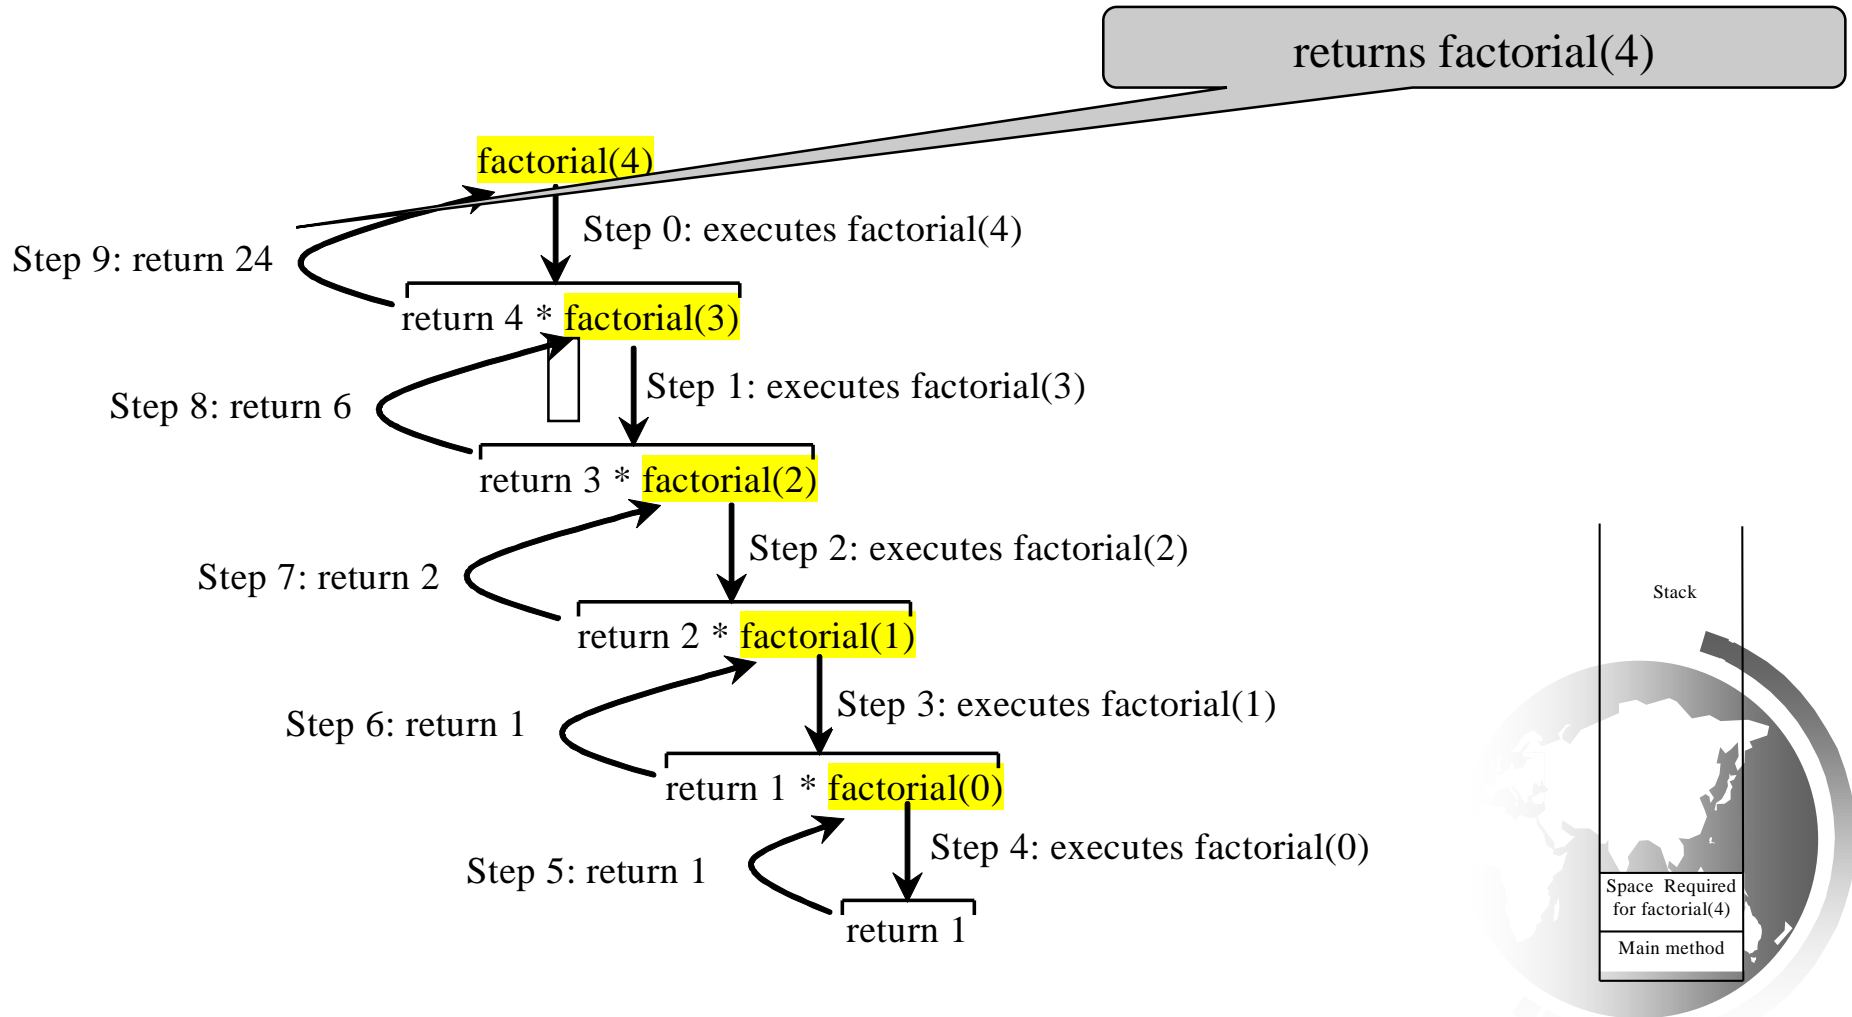 returns factorial(4)
factorial(4)
Step 0: executes factorial(4)
Step 9: return 24
return 4 * factorial(3)
Step 1: executes factorial(3)
Step 8: return 6
return 3 * factorial(2)
Step 2: executes factorial(2)
Step 7: return 2
return 2 * factorial(1)
Step 3: executes factorial(1)
Step 6: return 1
return 1 * factorial(0)
Step 4: executes factorial(0)
Step 5: return 1
return 1
Stack
Space Required
for factorial(4)
Main method